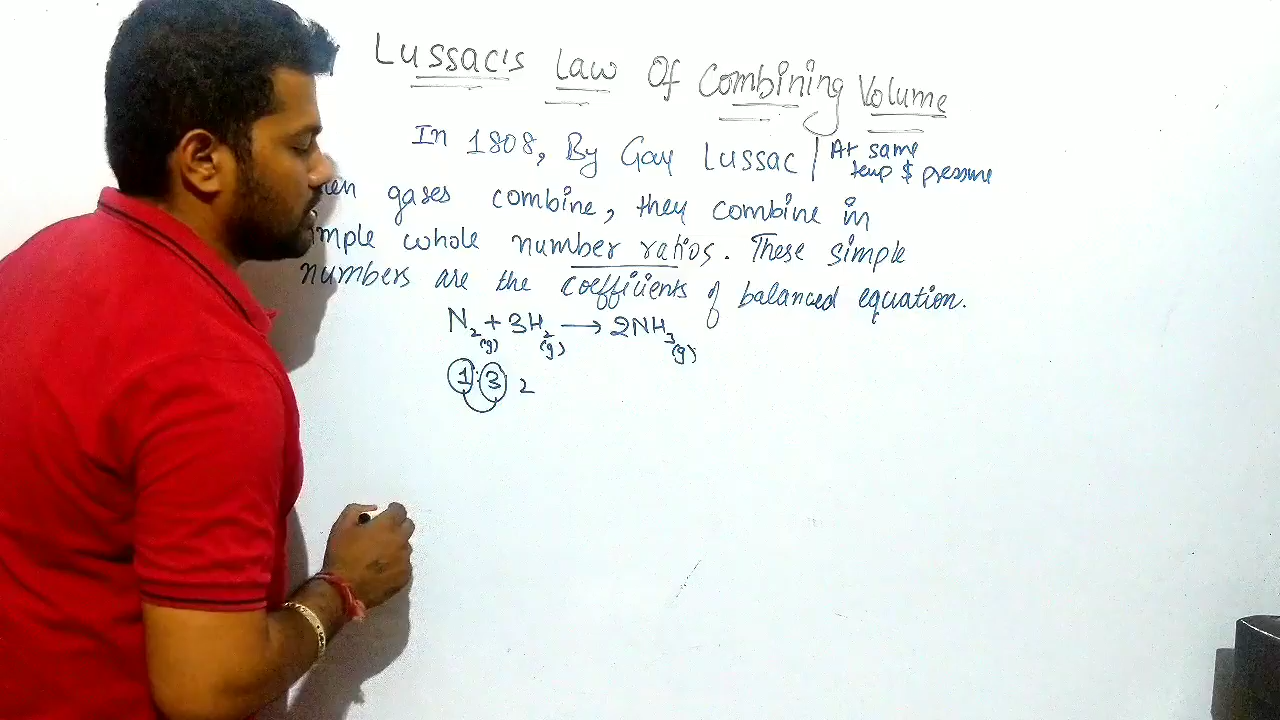 Lussac's Law Of Combining Volume
In 1808, By Gay Lussac | At same
temp & pressure
gases combine, they combine in
whole number ratios. These simple
numbers are the coefficients of balanced equation.
N₂(g) + 3H₂(g) → 2NH₃(g)
1 : 3 2